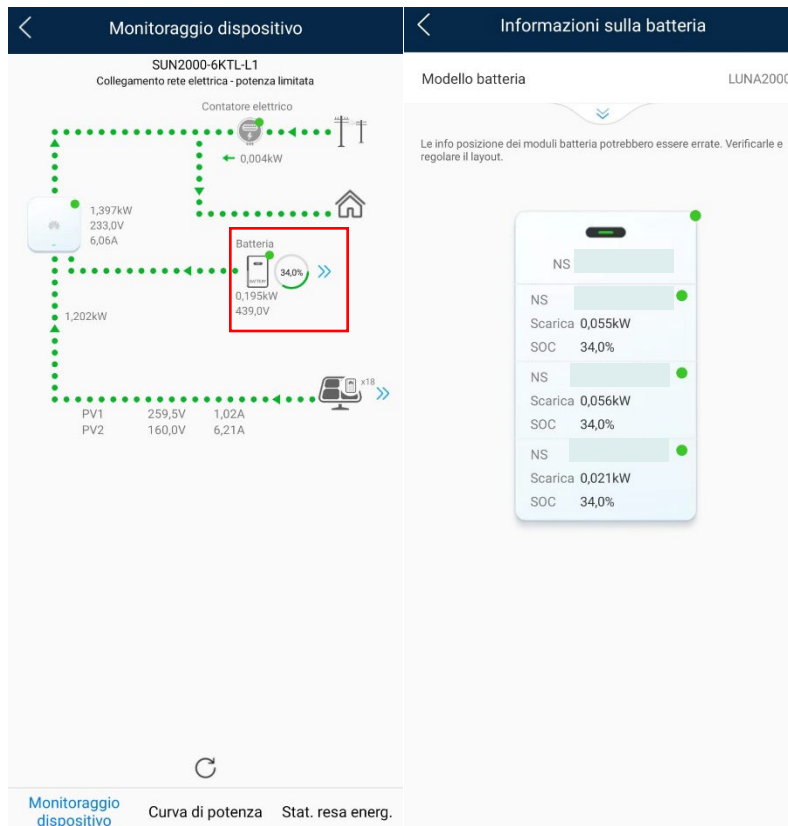 Monitoraggio dispositivo
SUN2000-6KTL-L1
Collegamento rete elettrica - potenza limitata
Contatore elettrico
0,004kW
1,397kW
233,0V
6,06A
Batteria
34,0%
BATTERY
0,195kW
439,0V
1,202kW
x18
PV1 259,5V 1,02A
PV2 160,0V 6,21A
Monitoraggio
dispositivo
Curva di potenza
Stat. resa energ.
Informazioni sulla batteria
Modello batteria LUNA2000
Le info posizione dei moduli batteria potrebbero essere errate. Verificarle e
regolare il layout.
NS
NS
Scarica 0,055kW
SOC 34,0%
NS
Scarica 0,056kW
SOC 34,0%
NS
Scarica 0,021kW
SOC 34,0%